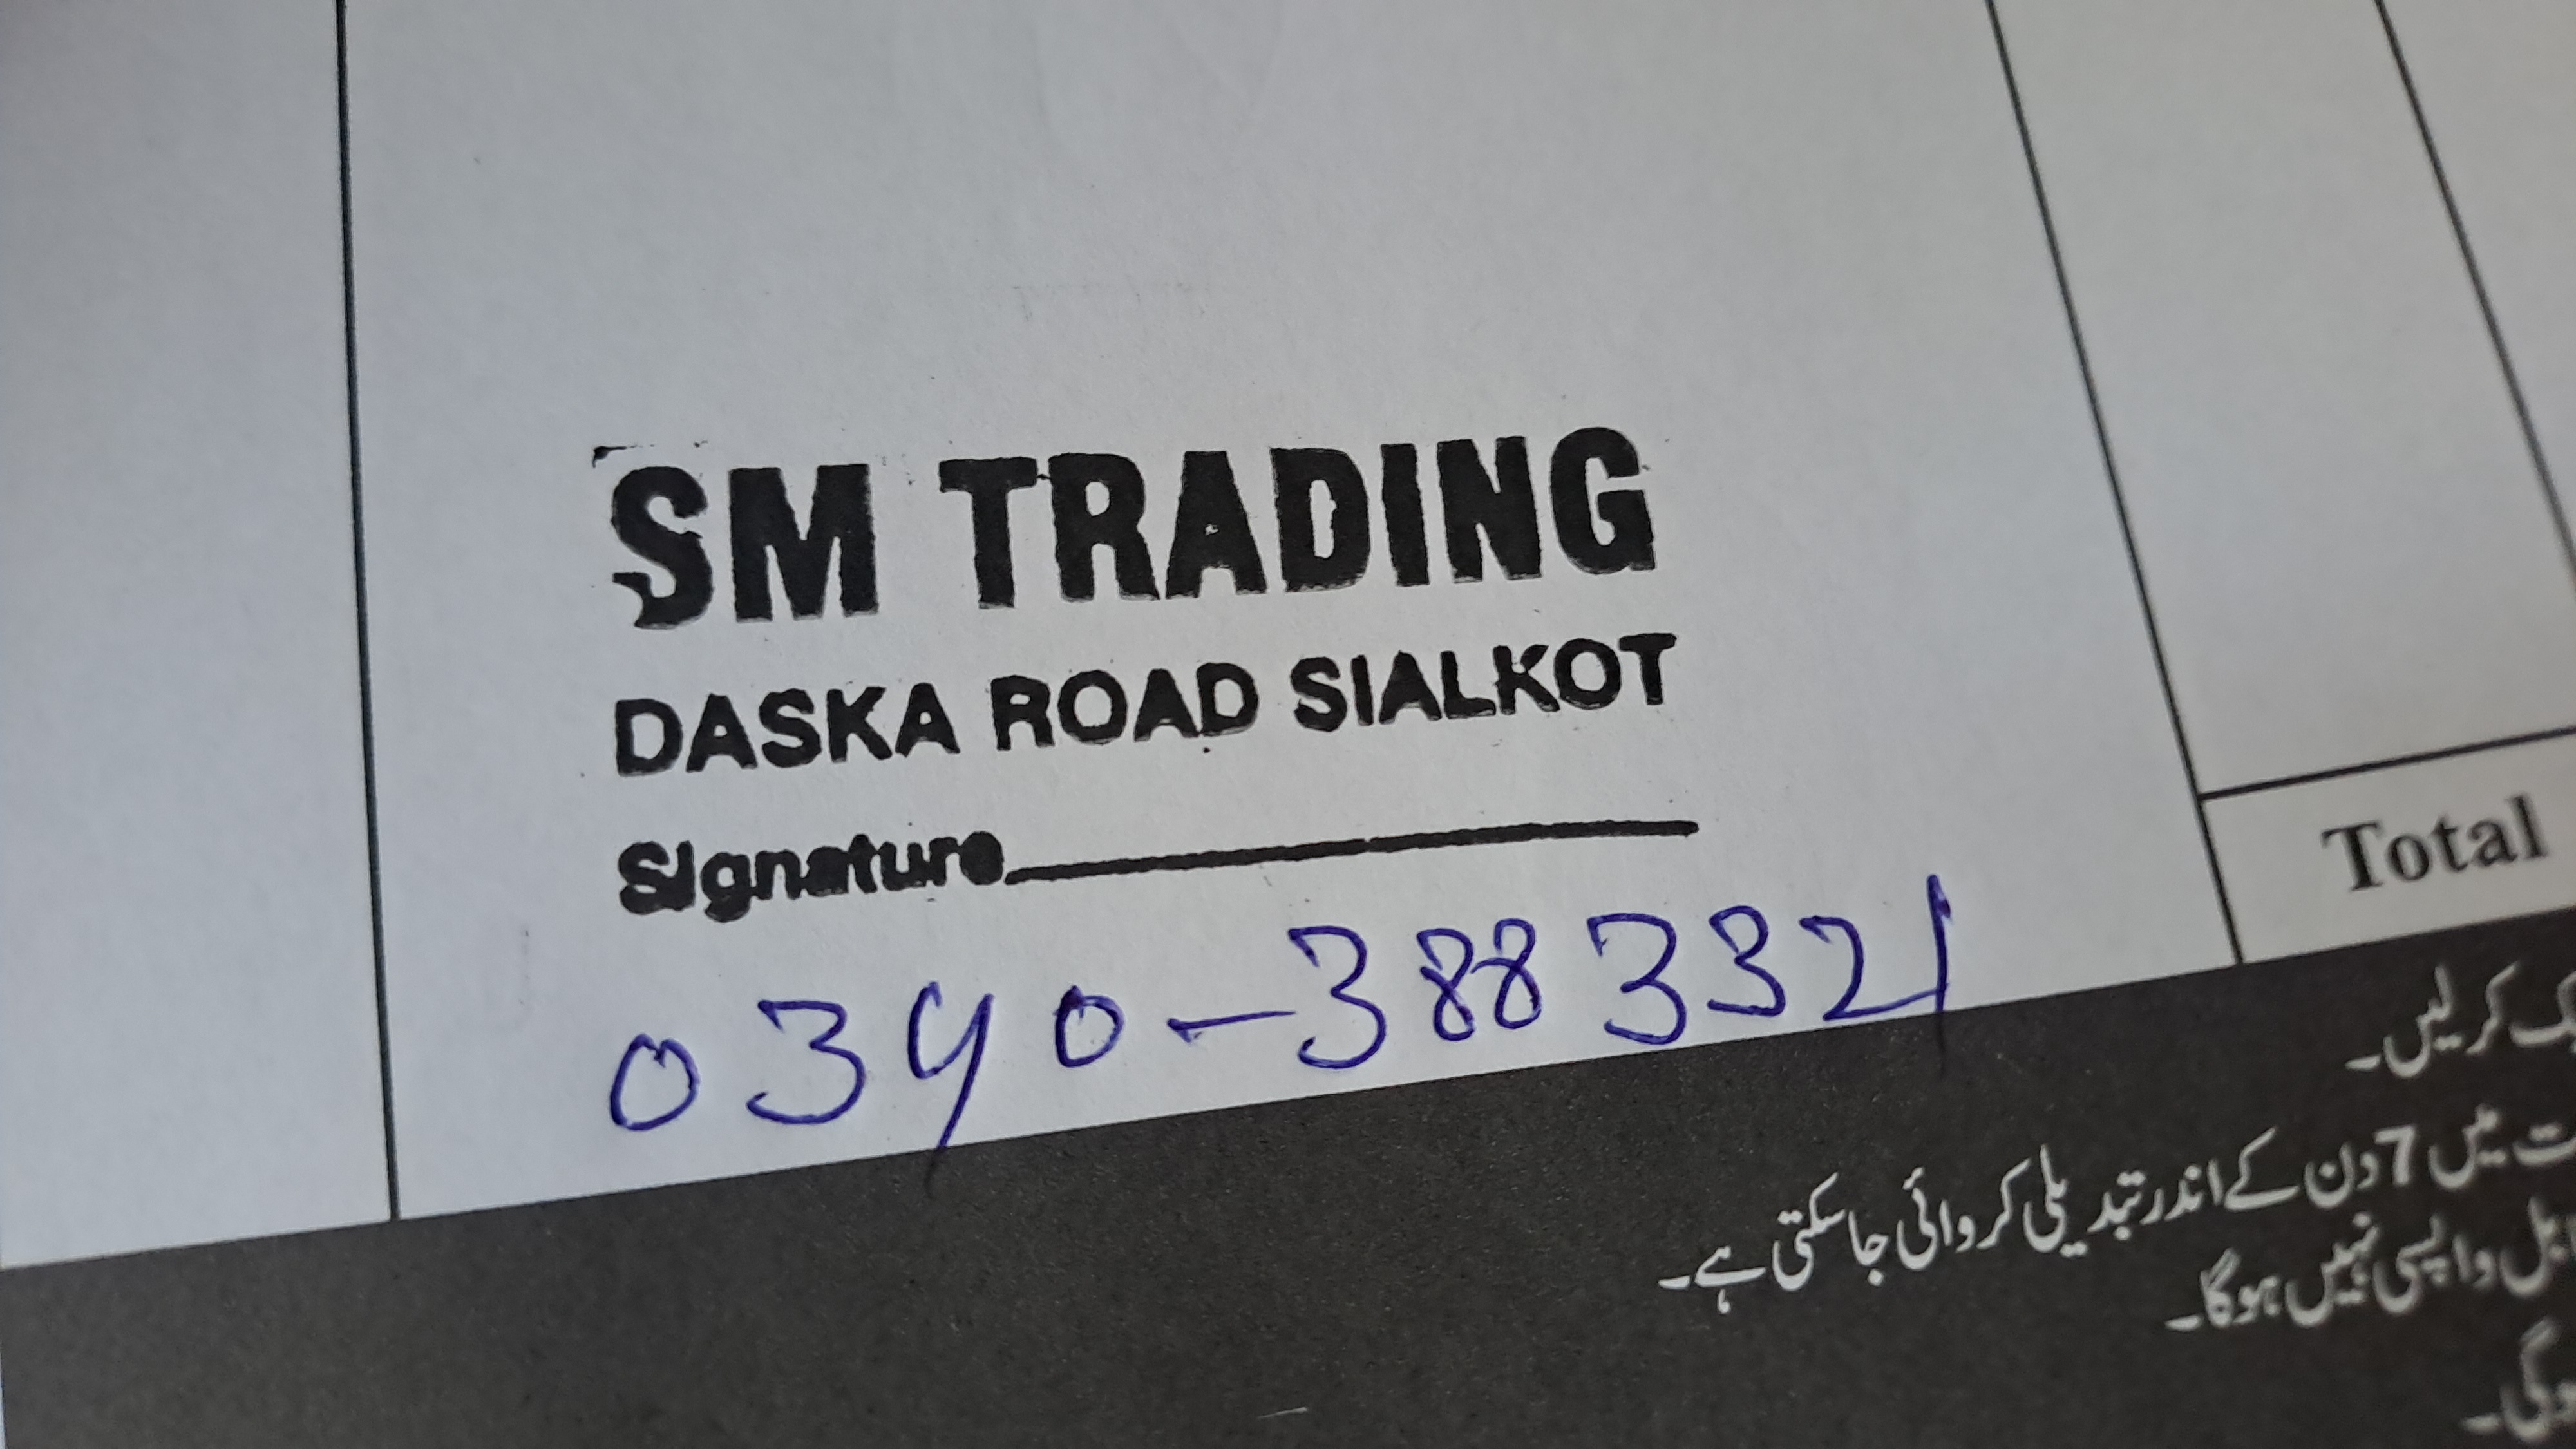 SM TRADING
DASKA ROAD SIALKOT
Signature
0340-3883321
Total
کرلیں۔
میں 7 دن کے اندر تبدیلی کروائی جاسکتی ہے۔
واپسی نہیں ہوگا۔